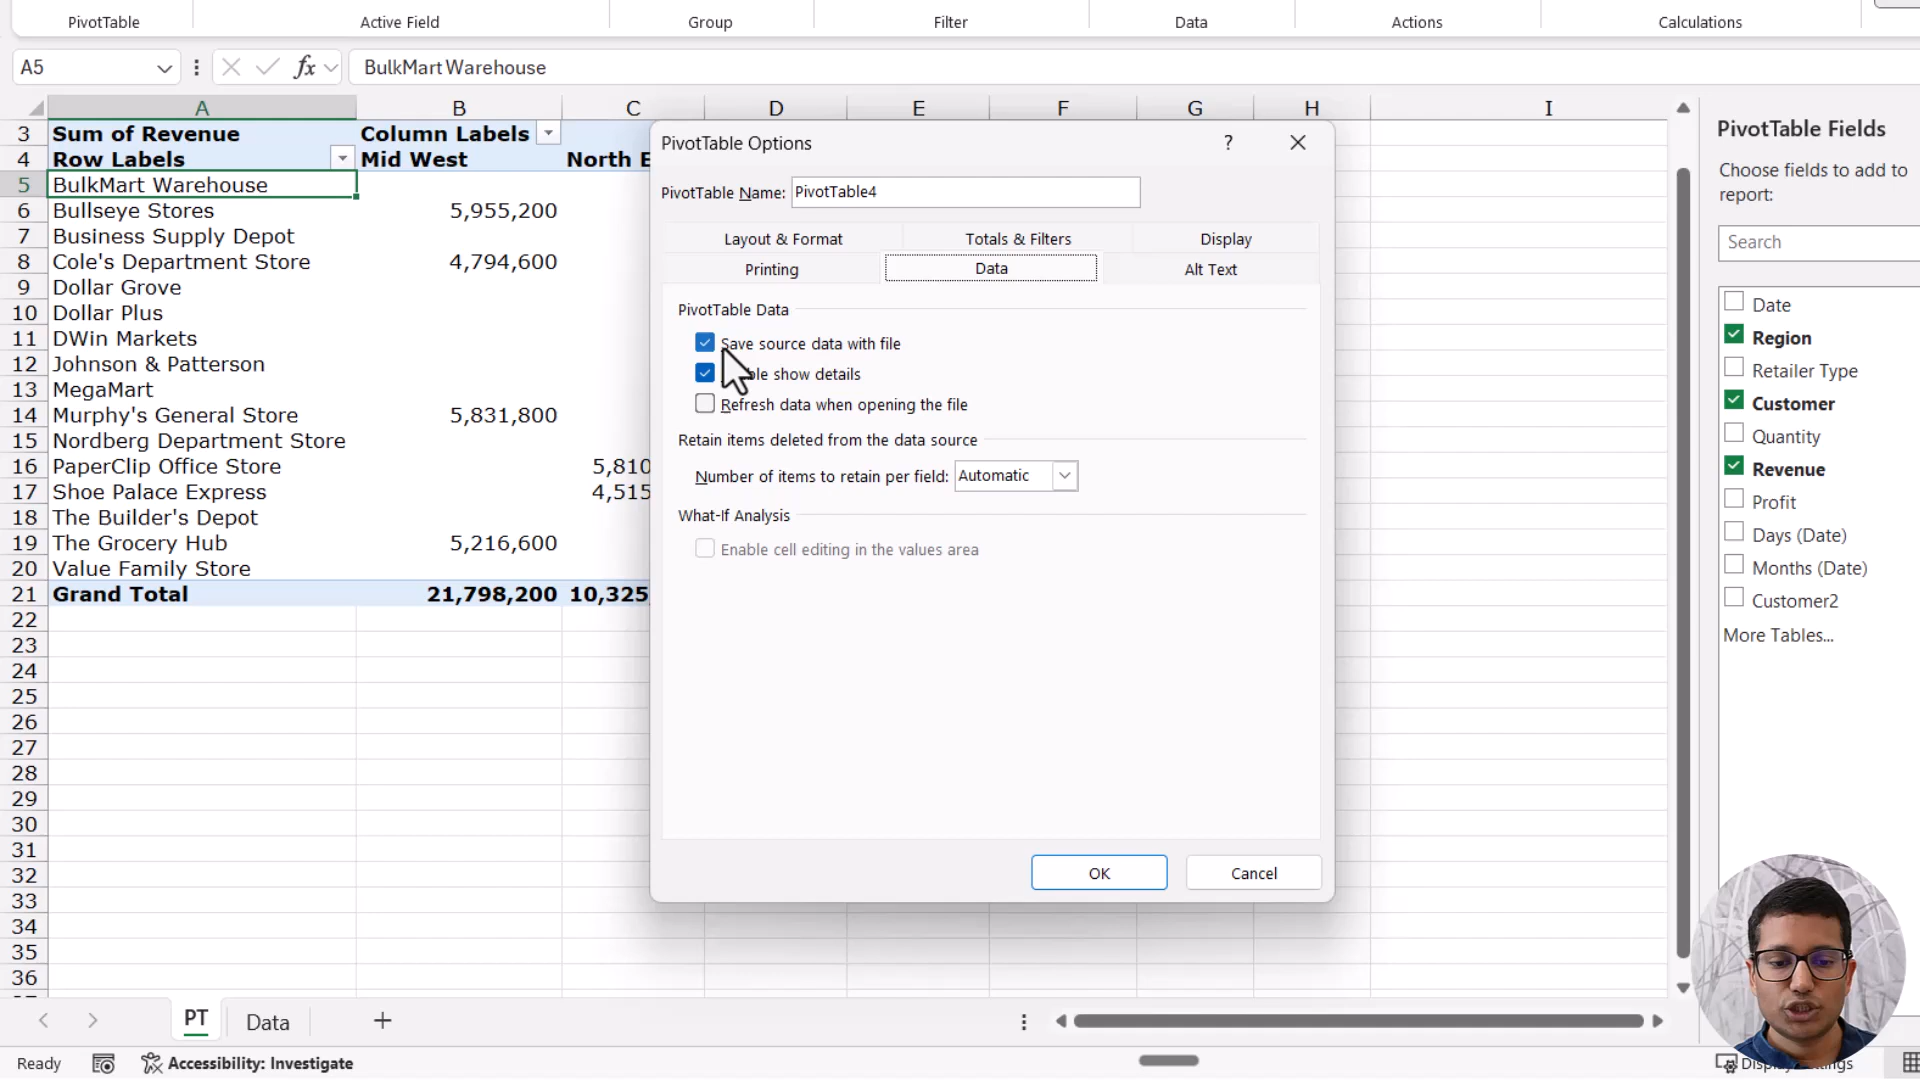 PivotTable
Active Field
Group
Filter
Data
Actions
Calculations
A5
fx
BulkMart Warehouse
A B C D E F G H I
3 Sum of Revenue Column Labels
4 Row Labels Mid West North E
5 BulkMart Warehouse
6 Bullseye Stores 5,955,200
7 Business Supply Depot
8 Cole's Department Store 4,794,600
9 Dollar Grove
10 Dollar Plus
11 DWin Markets
12 Johnson & Patterson
13 MegaMart
14 Murphy's General Store 5,831,800
15 Nordberg Department Store
16 PaperClip Office Store 5,810
17 Shoe Palace Express 4,515
18 The Builder's Depot
19 The Grocery Hub 5,216,600
20 Value Family Store
21 Grand Total 21,798,200 10,325,
22
23
24
25
26
27
28
29
30
31
32
33
34
35
36
PivotTable Options
?
PivotTable Name: PivotTable4
Layout & Format Totals & Filters Display
Printing Data Alt Text
PivotTable Data
Save source data with file
show details
Refresh data when opening the file
Retain items deleted from the data source
Number of items to retain per field: Automatic
What-If Analysis
Enable cell editing in the values area
OK Cancel
PivotTable Fields
Choose fields to add to
report:
Search
Date
Region
Retailer Type
Customer
Quantity
Revenue
Profit
Days (Date)
Months (Date)
Customer2
More Tables...
PT Data
Ready
Accessibility: Investigate